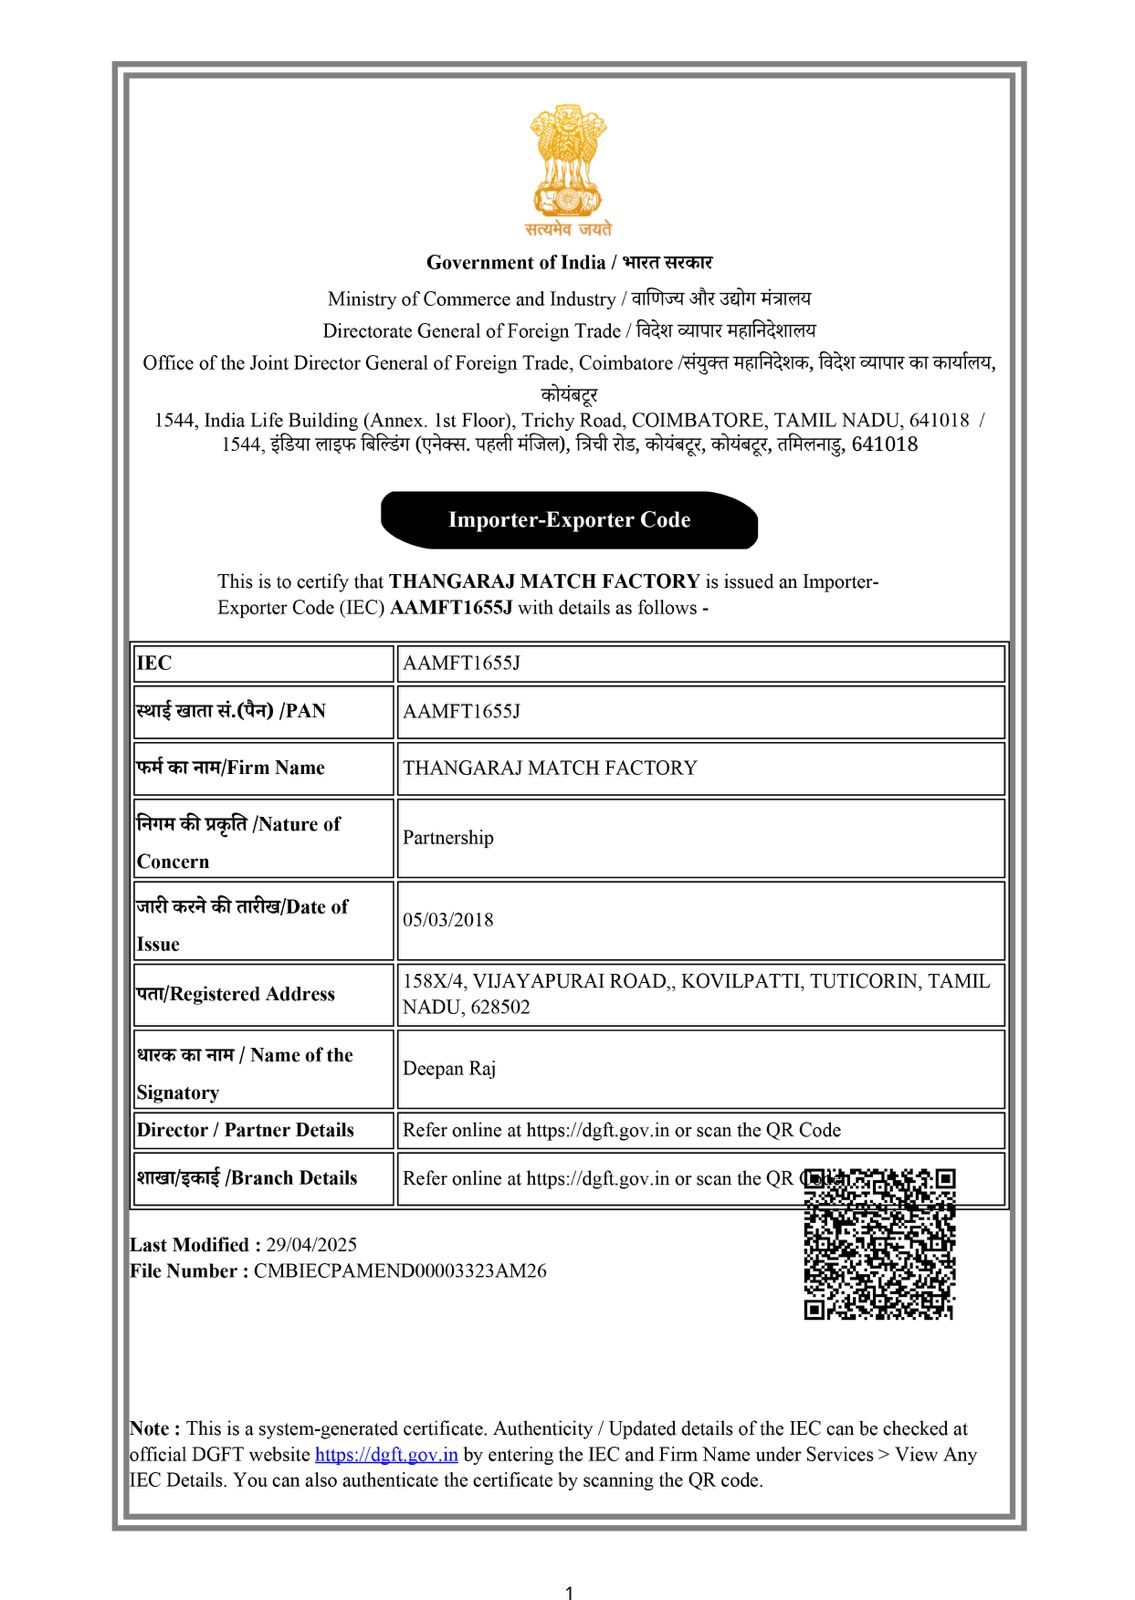 सत्यमेव जयते
Government of India / भारत सरकार
Ministry of Commerce and Industry / वाणिज्य और उद्योग मंत्रालय
Directorate General of Foreign Trade / विदेश व्यापार महानिदेशालय
Office of the Joint Director General of Foreign Trade, Coimbatore /संयुक्त महानिदेशक, विदेश व्यापार का कार्यालय,
कोयंबटूर
1544, India Life Building (Annex. 1st Floor), Trichy Road, COIMBATORE, TAMIL NADU, 641018 /
1544, इंडिया लाइफ बिल्डिंग (एनेक्स. पहली मंजिल), त्रिची रोड, कोयंबटूर, कोयंबटूर, तमिलनाडु, 641018
Importer-Exporter Code
This is to certify that THANGARAJ MATCH FACTORY is issued an Importer-
Exporter Code (IEC) AAMFT1655J with details as follows -
IEC AAMFT1655J
स्थाई खाता सं.(पैन) /PAN AAMFT1655J
फर्म का नाम/Firm Name THANGARAJ MATCH FACTORY
निगम की प्रकृति /Nature of
Concern
Partnership
जारी करने की तारीख/Date of
Issue
05/03/2018
पता/Registered Address
158X/4, VIJAYAPURAI ROAD,, KOVILPATTI, TUTICORIN, TAMIL
NADU, 628502
धारक का नाम / Name of the
Signatory
Deepan Raj
Director / Partner Details Refer online at https://dgft.gov.in or scan the QR Code
शाखा/इकाई /Branch Details Refer online at https://dgft.gov.in or scan the QR
Last Modified : 29/04/2025
File Number : CMBIECPAMEND00003323AM26
Note : This is a system-generated certificate. Authenticity / Updated details of the IEC can be checked at
official DGFT website https://dgft.gov.in by entering the IEC and Firm Name under Services > View Any
IEC Details. You can also authenticate the certificate by scanning the QR code.
1